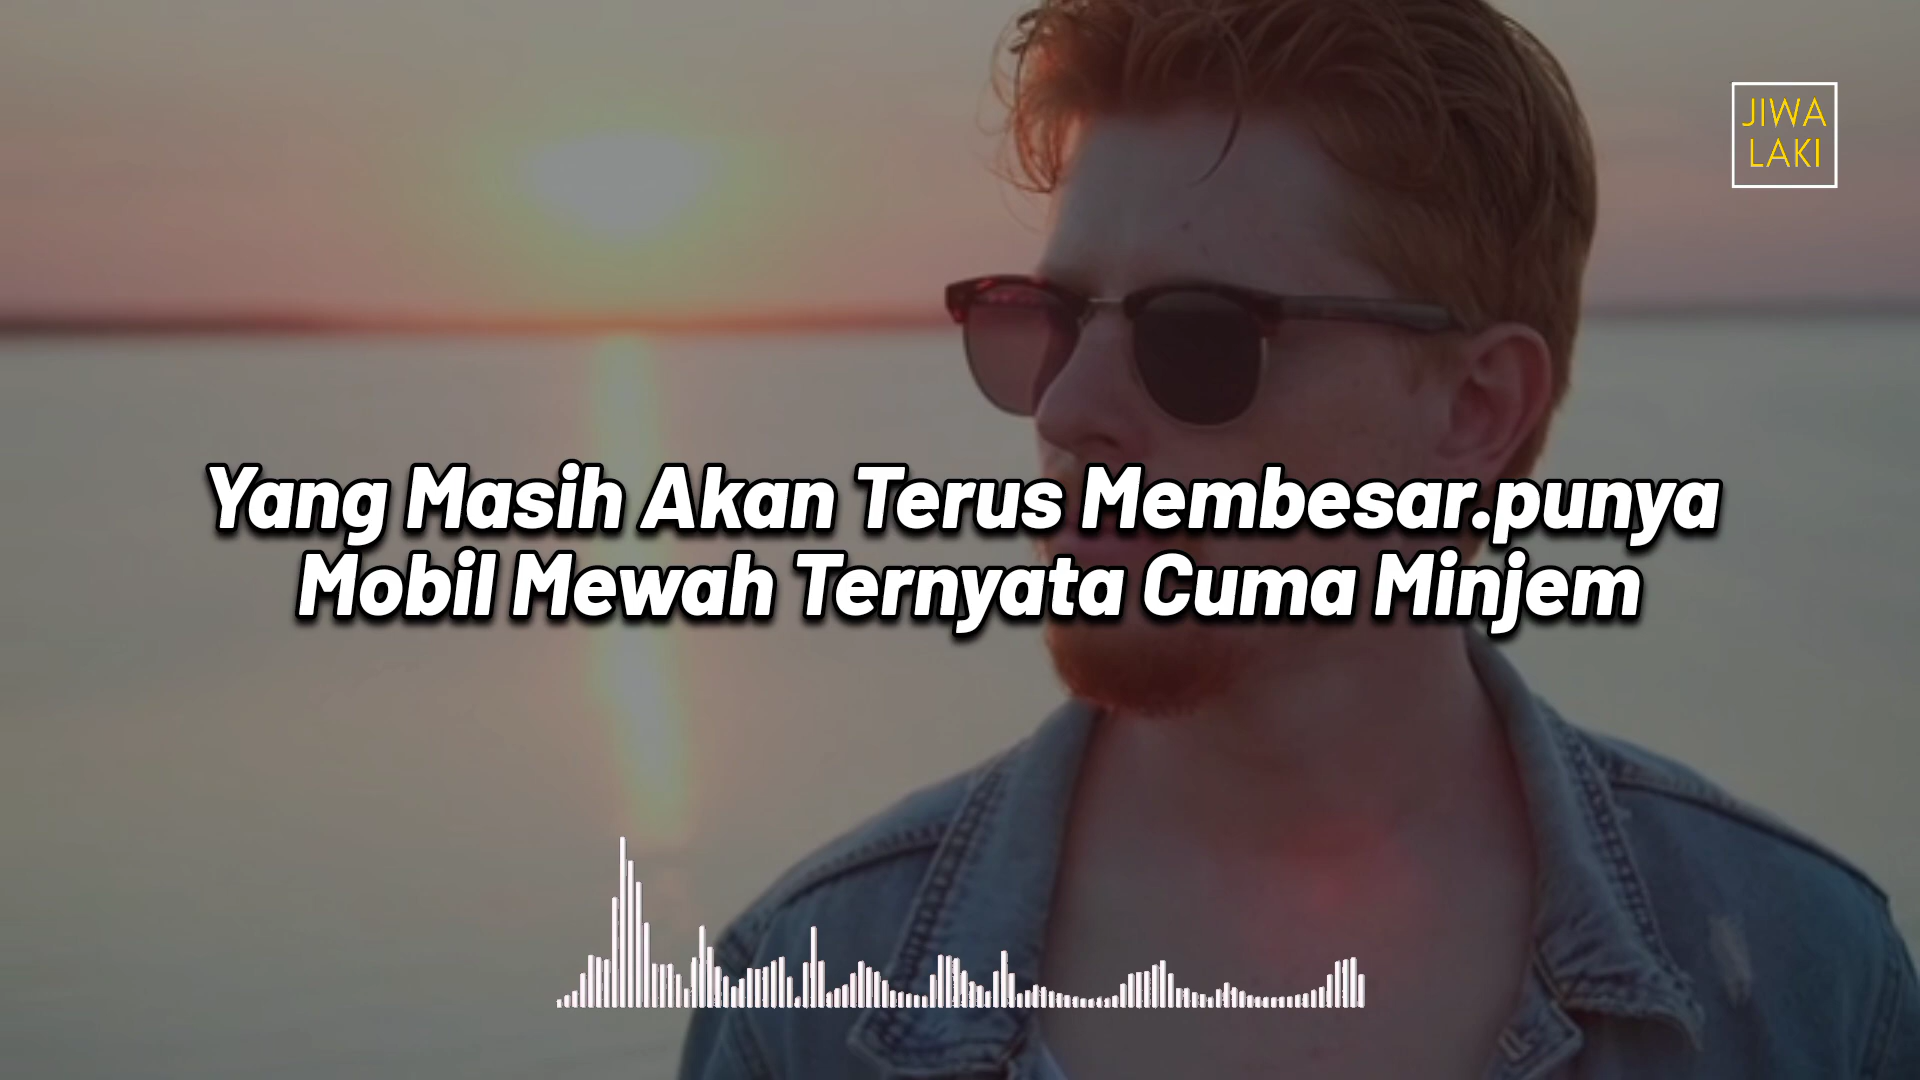 JIWA
LAKI
Yang Masih Akan Terus Membesar.punya
Mobil Mewah Ternyata Cuma Minjem